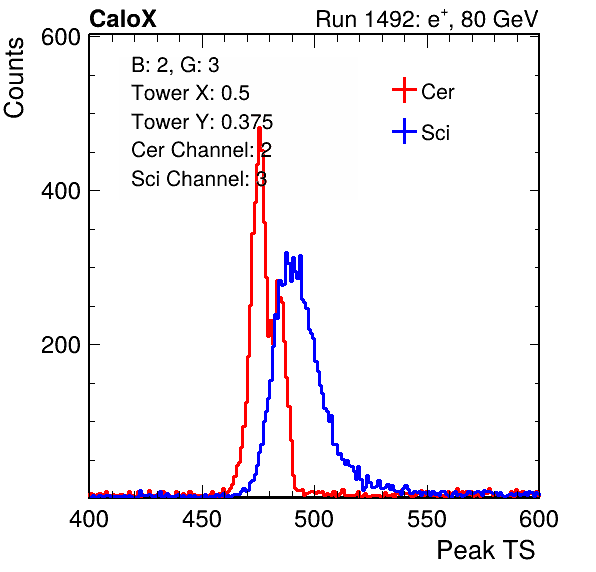 CaloX Run 1492: e⁺, 80 GeV
600
Counts
B: 2, G: 3
Tower X: 0.5
Tower Y: 0.375
Cer Channel: 2
Sci Channel: 3
Cer
Sci
400
200
400 450 500 550 600
Peak TS